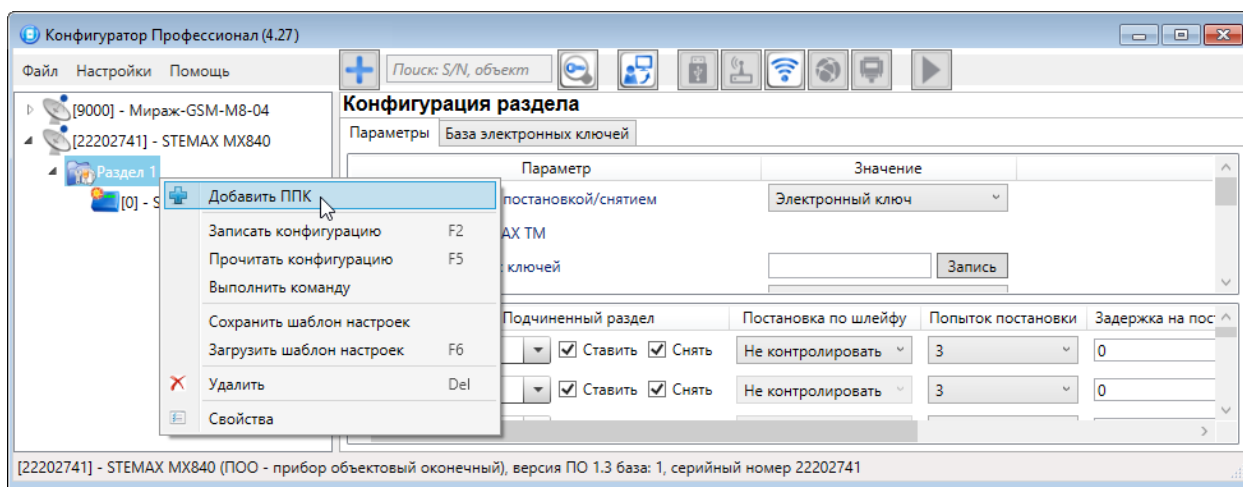 Конфигуратор Профессионал (4.27)
Файл Настройки Помощь
Поиск: S/N, объект
[9000] - Мираж-GSM-M8-04
[22202741] - STEMAX MX840
Раздел 1
[0] - S
Конфигурация раздела
Параметры База электронных ключей
Параметр Значение
постановкой/снятием Электронный ключ
AX TM
ключей Запись
Добавить ППК
Записать конфигурацию F2
Прочитать конфигурацию F5
Выполнить команду
Сохранить шаблон настроек
Загрузить шаблон настроек F6
Удалить Del
Свойства
Подчиненный раздел Постановка по шлейфу Попыток постановки Задержка на пос
Ставить Снять Не контролировать 3 0
Ставить Снять Не контролировать 3 0
[22202741] - STEMAX MX840 (ПОО - прибор объектовый оконечный), версия ПО 1.3 база: 1, серийный номер 22202741